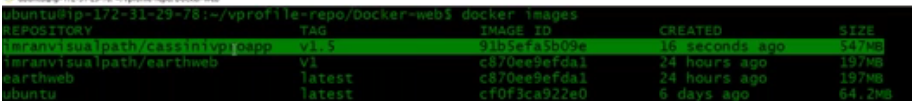 ubuntu@ip-172-31-29-78:~/vprofile-repo/Docker-web$ docker images
REPOSITORY TAG IMAGE ID CREATED SIZE
imranvisualpath/cassinivproapp v1.5 91b5efa5b09e 16 seconds ago 547MB
imranvisualpath/earthweb v1 c870ee9efda1 24 hours ago 197MB
earthweb latest c870ee9efda1 24 hours ago 197MB
ubuntu latest cf0f3ca922e0 6 days ago 64.2MB